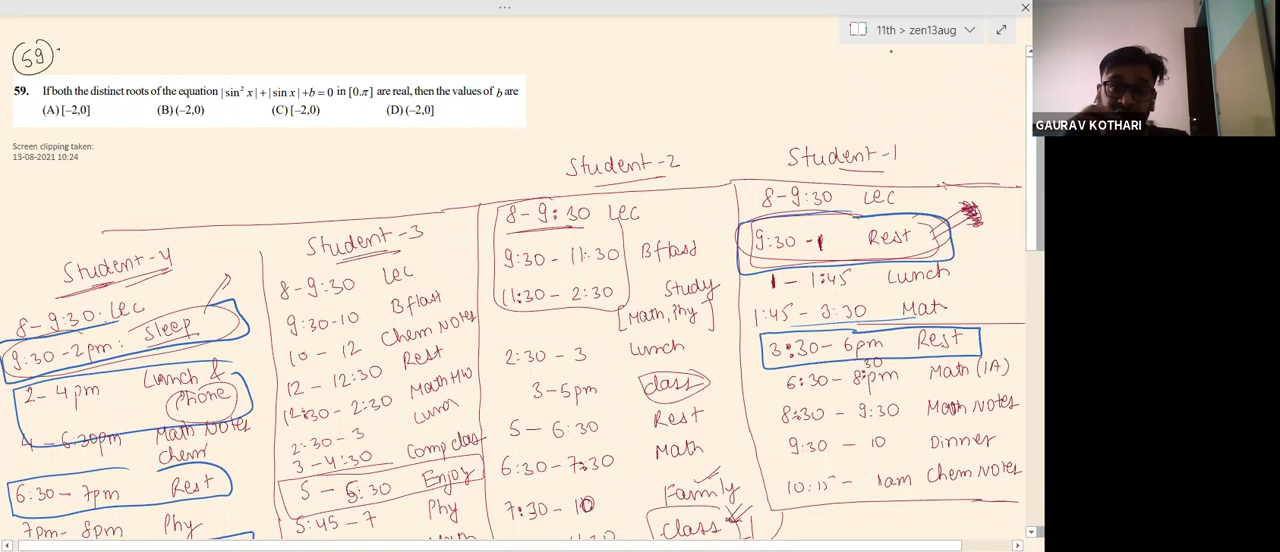 11th > zen13aug
59
59. If both the distinct roots of the equation |sin² x|+|sin x|+b=0 in [0.π] are real, then the values of b are
(A) [−2,0] (B) (−2,0) (C) [−2,0) (D) (−2,0]
Screen clipping taken:
13-08-2021 10:24
GAURAV KOTHARI
Student-4
8-9:30. Lec
9:30-2pm: Sleep
2-4pm Lunch & Phone
4-6:30pm Math Notes
Chem
6:30-7pm Rest
7pm-8pm Phy
Student-3
8-9:30 Lec
9:30-10 Bfast
10-12 Chem Notes
12-12:30 Rest
12:30-2:30 Math HW
2:30-3 Lunch
3-4:30 Comp class
5-5:30 Enjoy
5:45-7 Phy
Student-2
8-9:30 Lec
9:30-11:30 Bfast
11:30-2:30 Study
[Math, Phy]
2:30-3 Lunch
3-5pm Class
5-6:30 Rest
6:30-7:30 Math
7:30-10 Family
Class
Student-1
8-9:30 Lec
9:30-1 Rest
1-1:45 Lunch
1:45-3:30 Math
3:30-6pm Rest
6:30-8:30pm Math (IA)
8:30-9:30 Math Notes
9:30-10 Dinner
10:15-1am Chem Notes